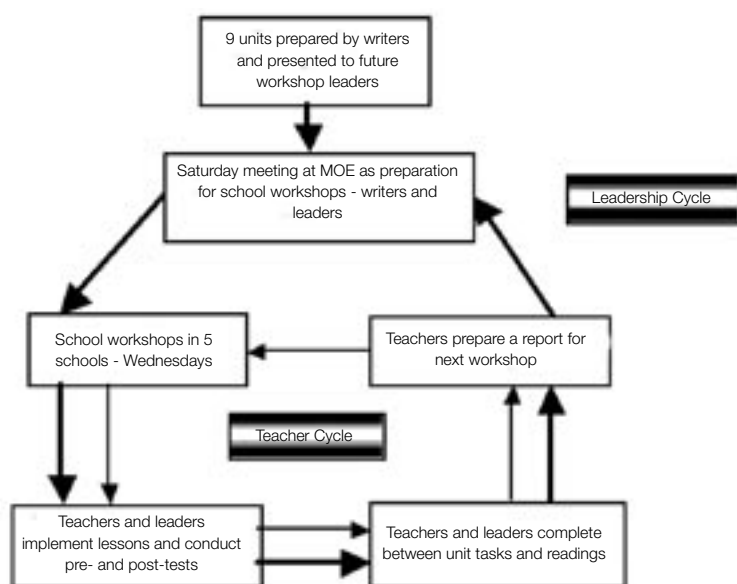 9 units prepared by writers
and presented to future
workshop leaders
Saturday meeting at MOE as preparation
for school workshops - writers and
leaders
Leadership Cycle
School workshops in 5
schools - Wednesdays
Teachers prepare a report for
next workshop
Teacher Cycle
Teachers and leaders
implement lessons and conduct
pre- and post-tests
Teachers and leaders complete
between unit tasks and readings